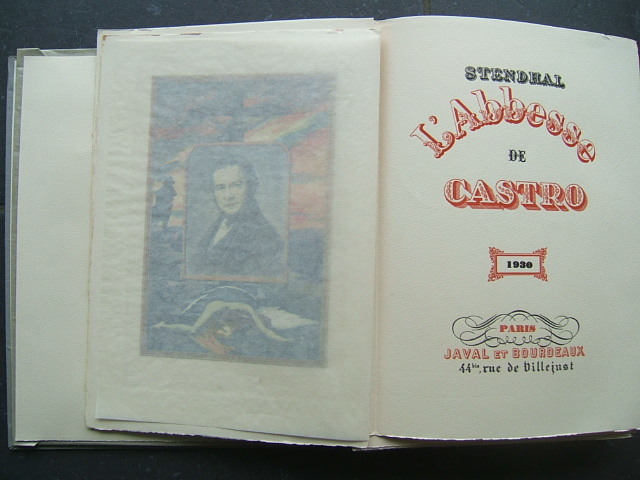 STENDHAL
L'Abbesse
DE
CASTRO
1930
PARIS
JAVAL ET BOURDEAUX
44bis, rue de Villejust